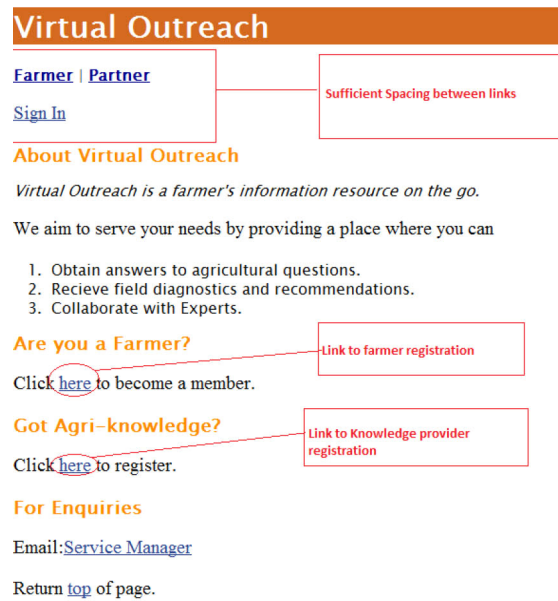 Virtual Outreach
Farmer | Partner
Sufficient Spacing between links
Sign In
About Virtual Outreach
Virtual Outreach is a farmer's information resource on the go.
We aim to serve your needs by providing a place where you can
1. Obtain answers to agricultural questions.
2. Recieve field diagnostics and recommendations.
3. Collaborate with Experts.
Are you a Farmer?
Link to farmer registration
Click here to become a member.
Got Agri-knowledge?
Link to Knowledge provider
registration
Click here to register.
For Enquiries
Email:Service Manager
Return top of page.